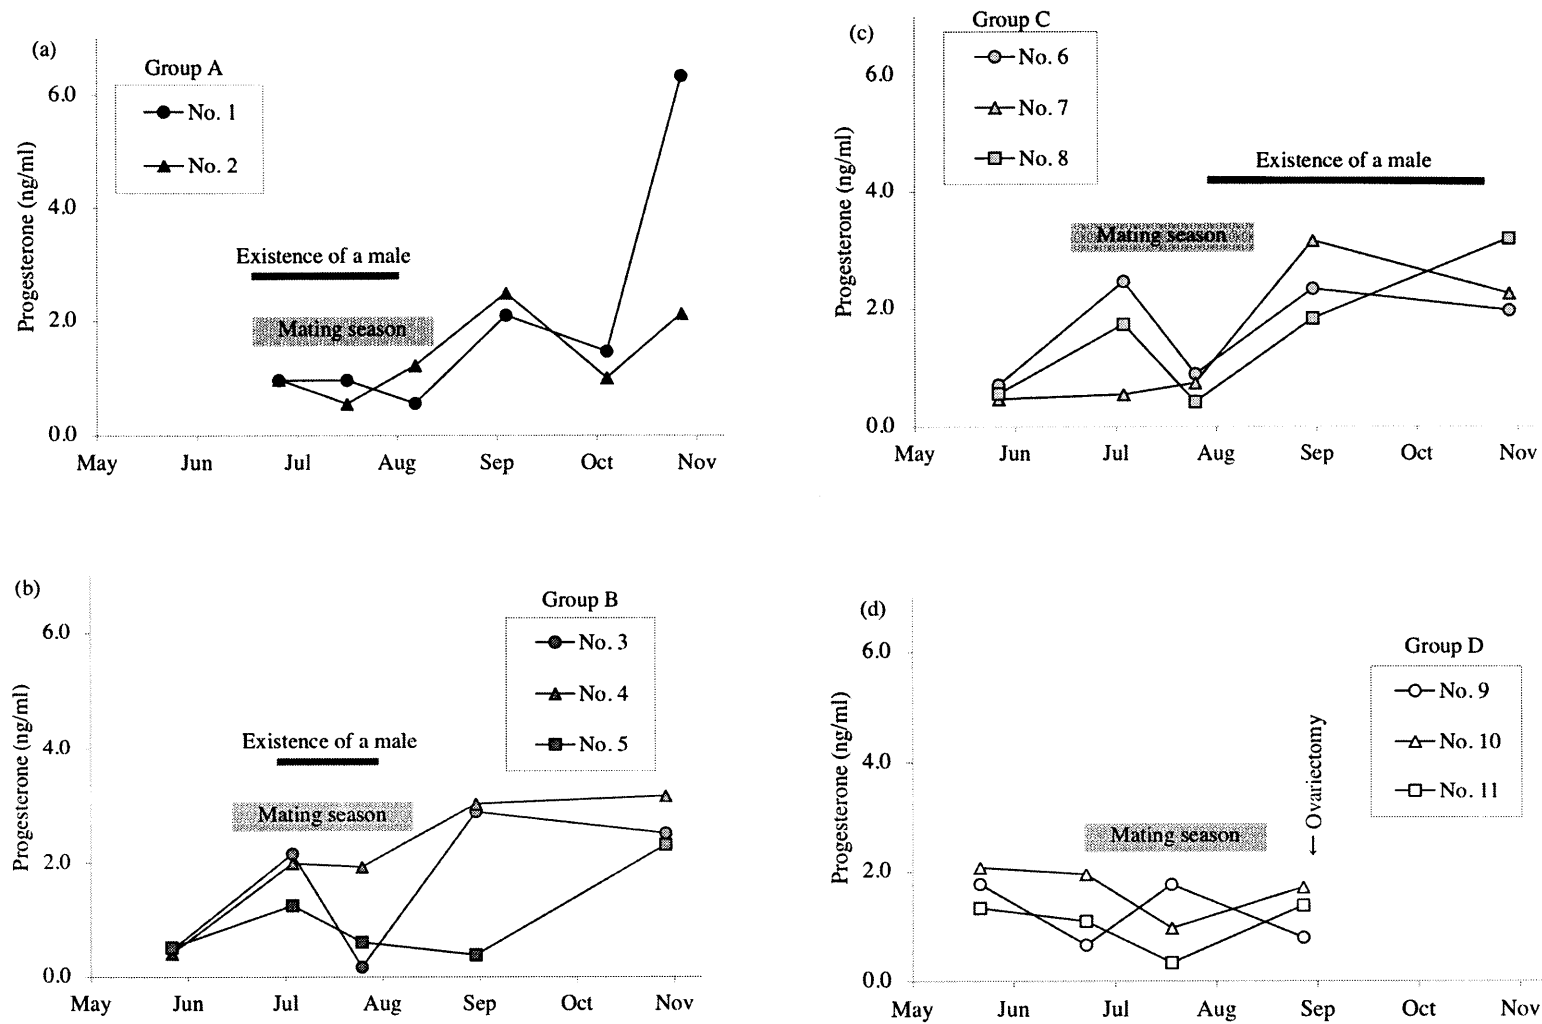 (a)
Group A
No. 1
No. 2
Progesterone (ng/ml)
6.0
4.0
2.0
0.0
Existence of a male
Mating season
May Jun Jul Aug Sep Oct Nov
(c)
Group C
No. 6
No. 7
No. 8
Progesterone (ng/ml)
6.0
4.0
2.0
0.0
Existence of a male
Mating season
May Jun Jul Aug Sep Oct Nov
(b)
Group B
No. 3
No. 4
No. 5
Progesterone (ng/ml)
6.0
4.0
2.0
0.0
Existence of a male
Mating season
May Jun Jul Aug Sep Oct Nov
(d)
Group D
No. 9
No. 10
No. 11
Progesterone (ng/ml)
6.0
4.0
2.0
0.0
Mating season
←Ovariectomy
May Jun Jul Aug Sep Oct Nov